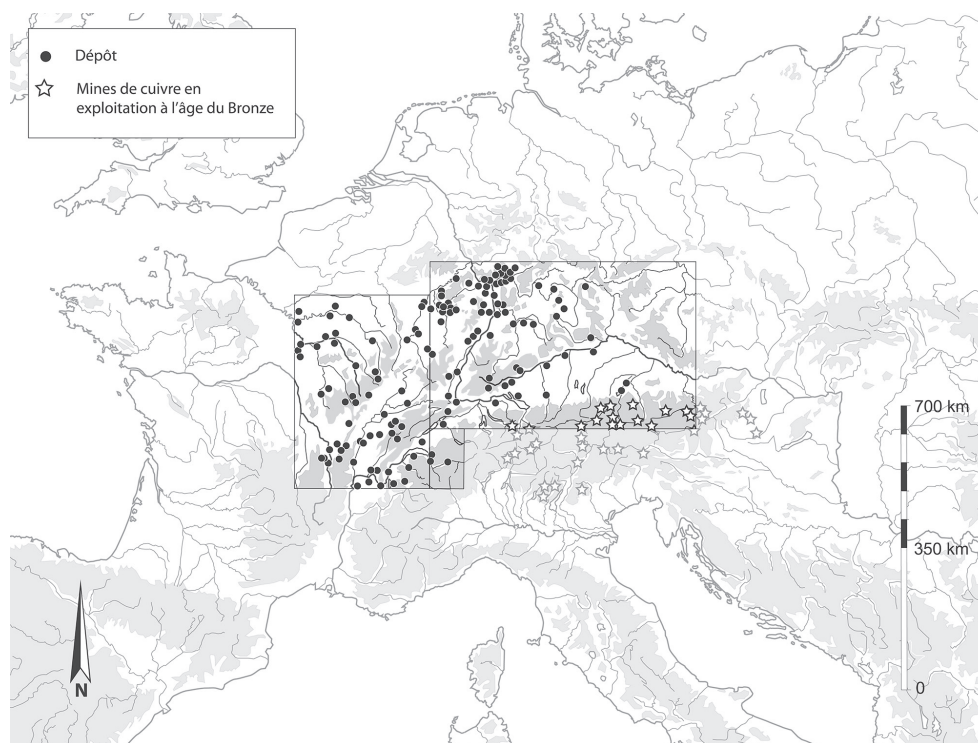 Dépôt
Mines de cuivre en
exploitation à l'âge du Bronze
700 km
350 km
0
N